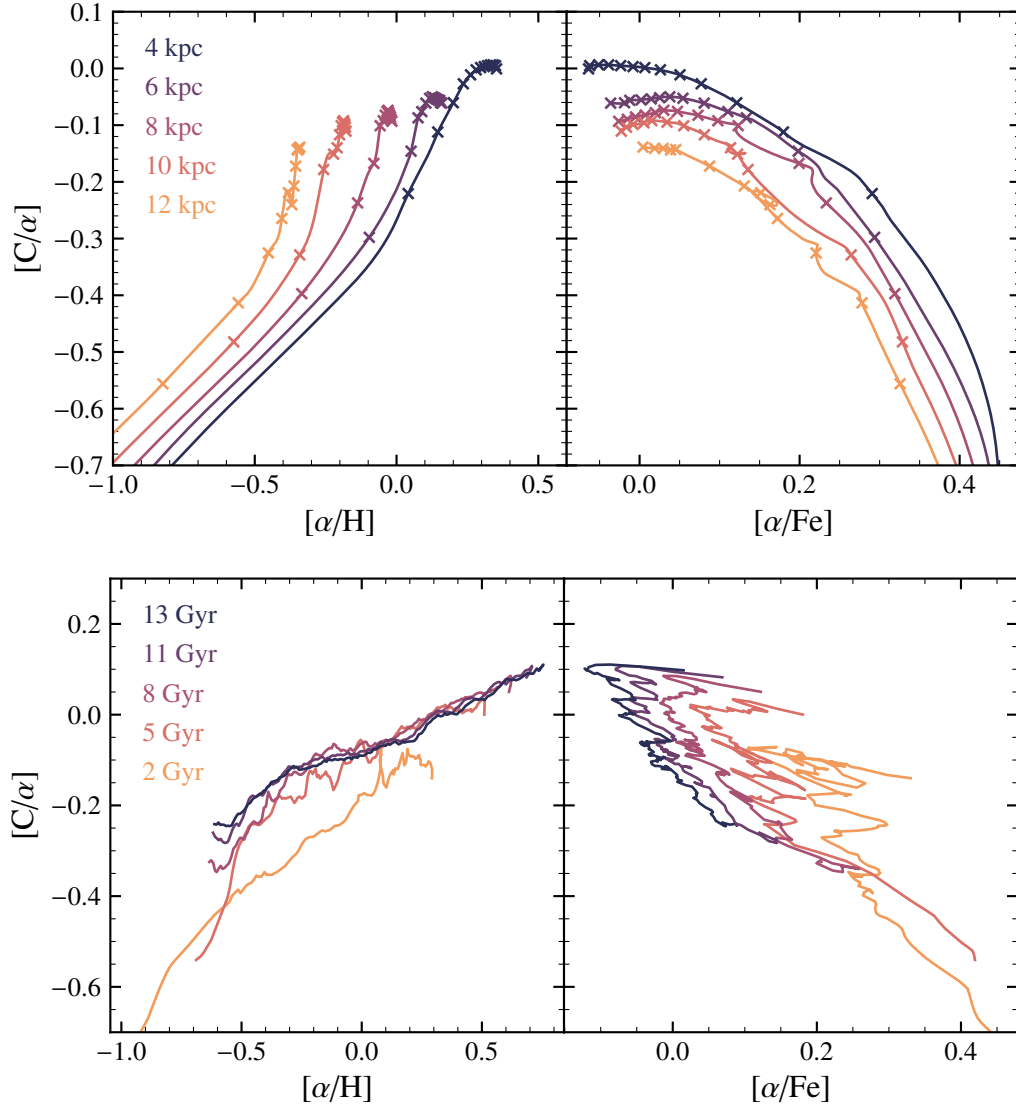 0.1
0.0
−0.1
−0.2
−0.3
−0.4
−0.5
−0.6
−0.7
[C/α]
4 kpc
6 kpc
8 kpc
10 kpc
12 kpc
−1.0 −0.5 0.0 0.5
[α/H]
0.0 0.2 0.4
[α/Fe]
0.2
0.0
−0.2
−0.4
−0.6
[C/α]
13 Gyr
11 Gyr
8 Gyr
5 Gyr
2 Gyr
−1.0 −0.5 0.0 0.5
[α/H]
0.0 0.2 0.4
[α/Fe]